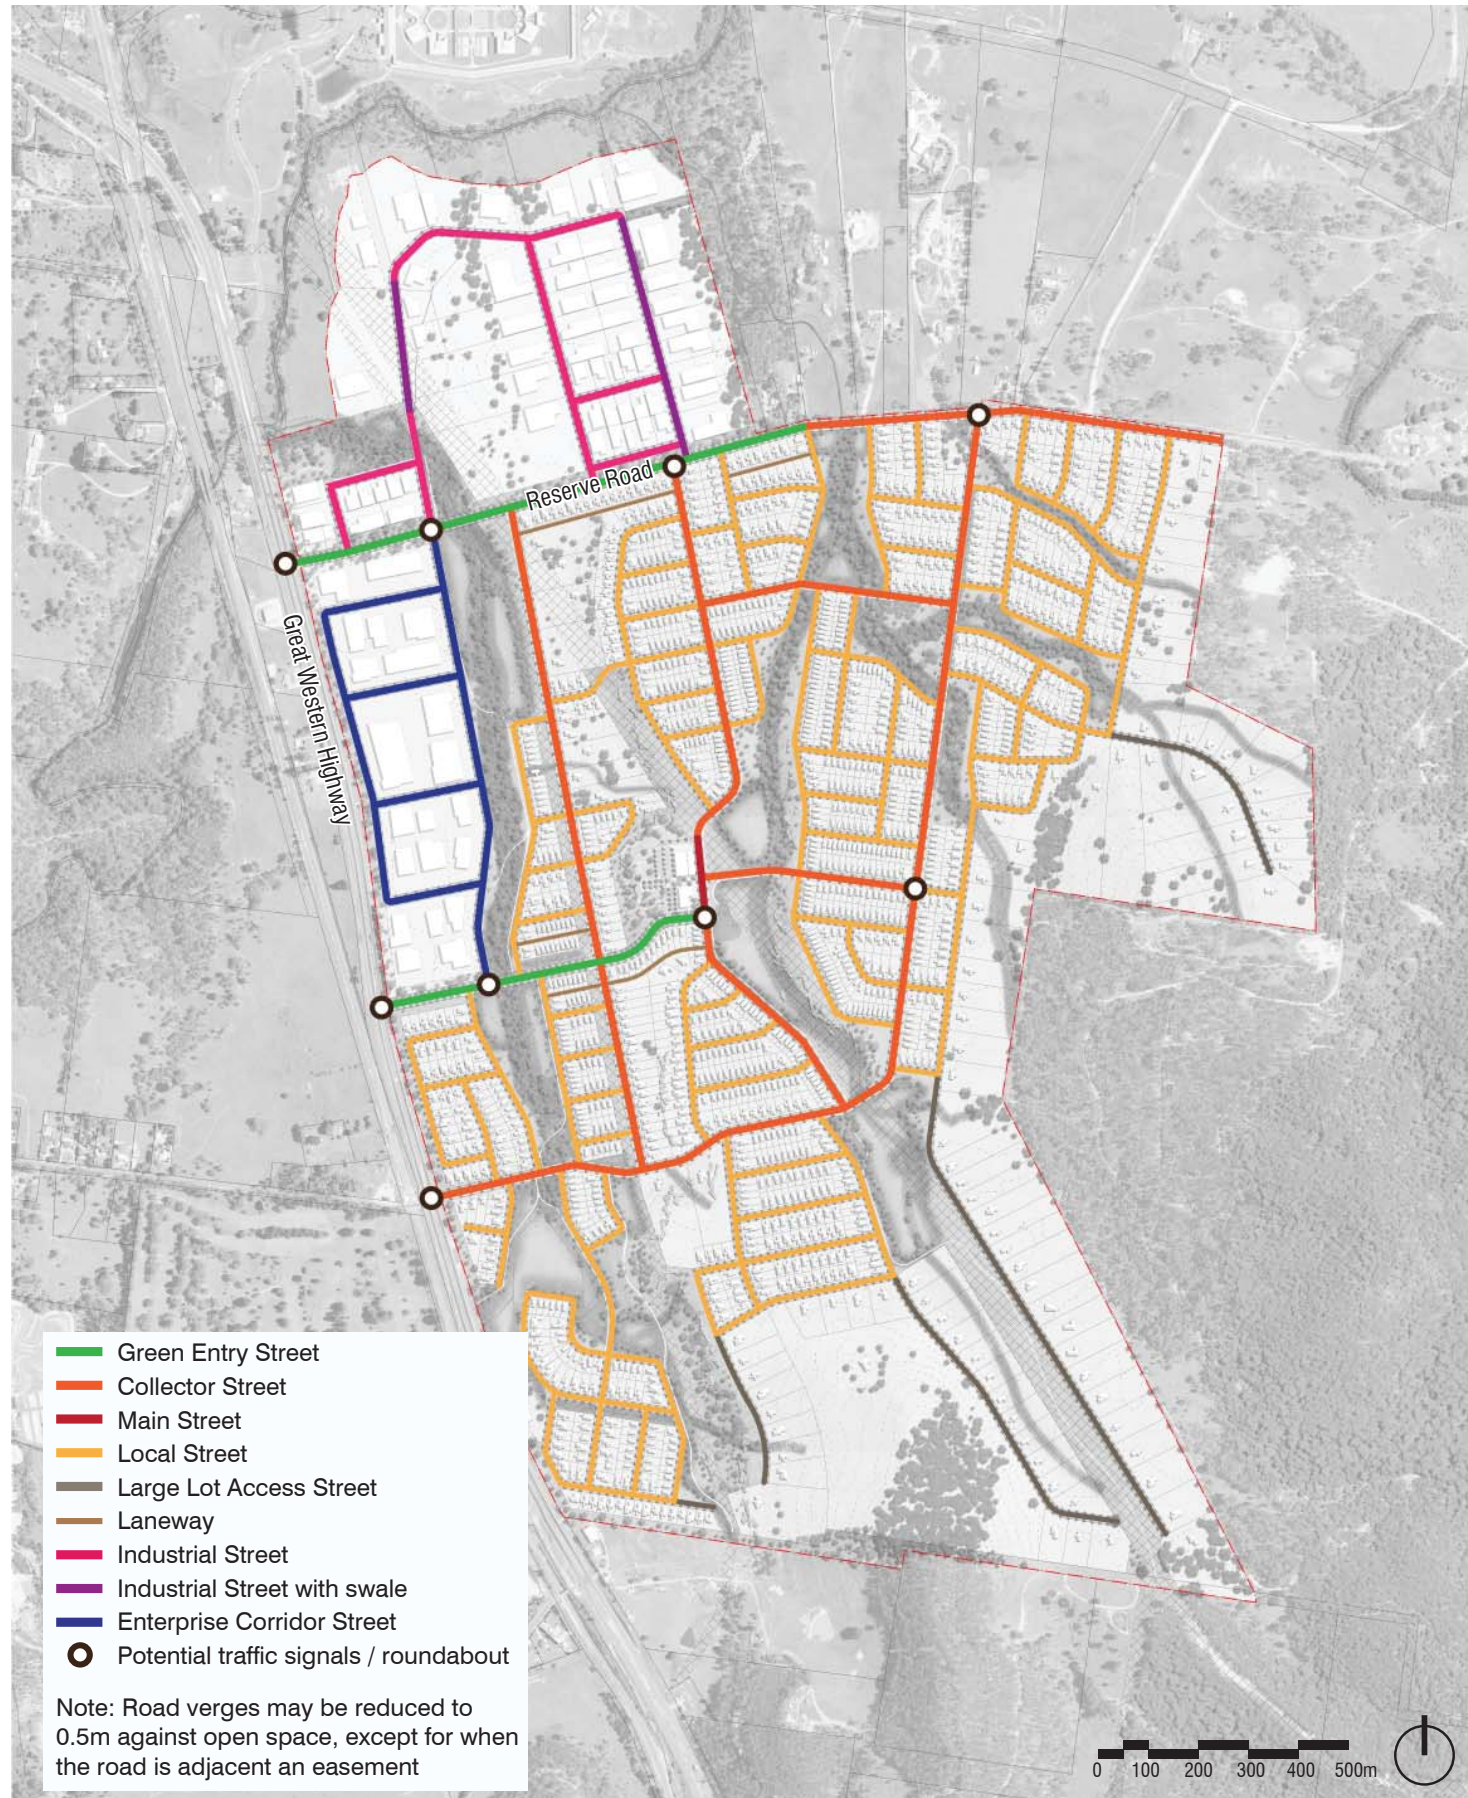 Reserve Road
Great Western Highway
Green Entry Street
Collector Street
Main Street
Local Street
Large Lot Access Street
Laneway
Industrial Street
Industrial Street with swale
Enterprise Corridor Street
Potential traffic signals / roundabout
Note: Road verges may be reduced to
0.5m against open space, except for when
the road is adjacent an easement
0 100 200 300 400 500m